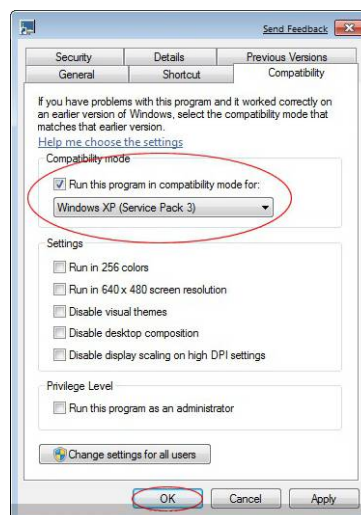 Send Feedback
Security Details Previous Versions
General Shortcut Compatibility
If you have problems with this program and it worked correctly on
an earlier version of Windows, select the compatibility mode that
matches that earlier version.
Help me choose the settings
Compatibility mode
Run this program in compatibility mode for:
Windows XP (Service Pack 3)
Settings
Run in 256 colors
Run in 640 x 480 screen resolution
Disable visual themes
Disable desktop composition
Disable display scaling on high DPI settings
Privilege Level
Run this program as an administrator
Change settings for all users
OK Cancel Apply